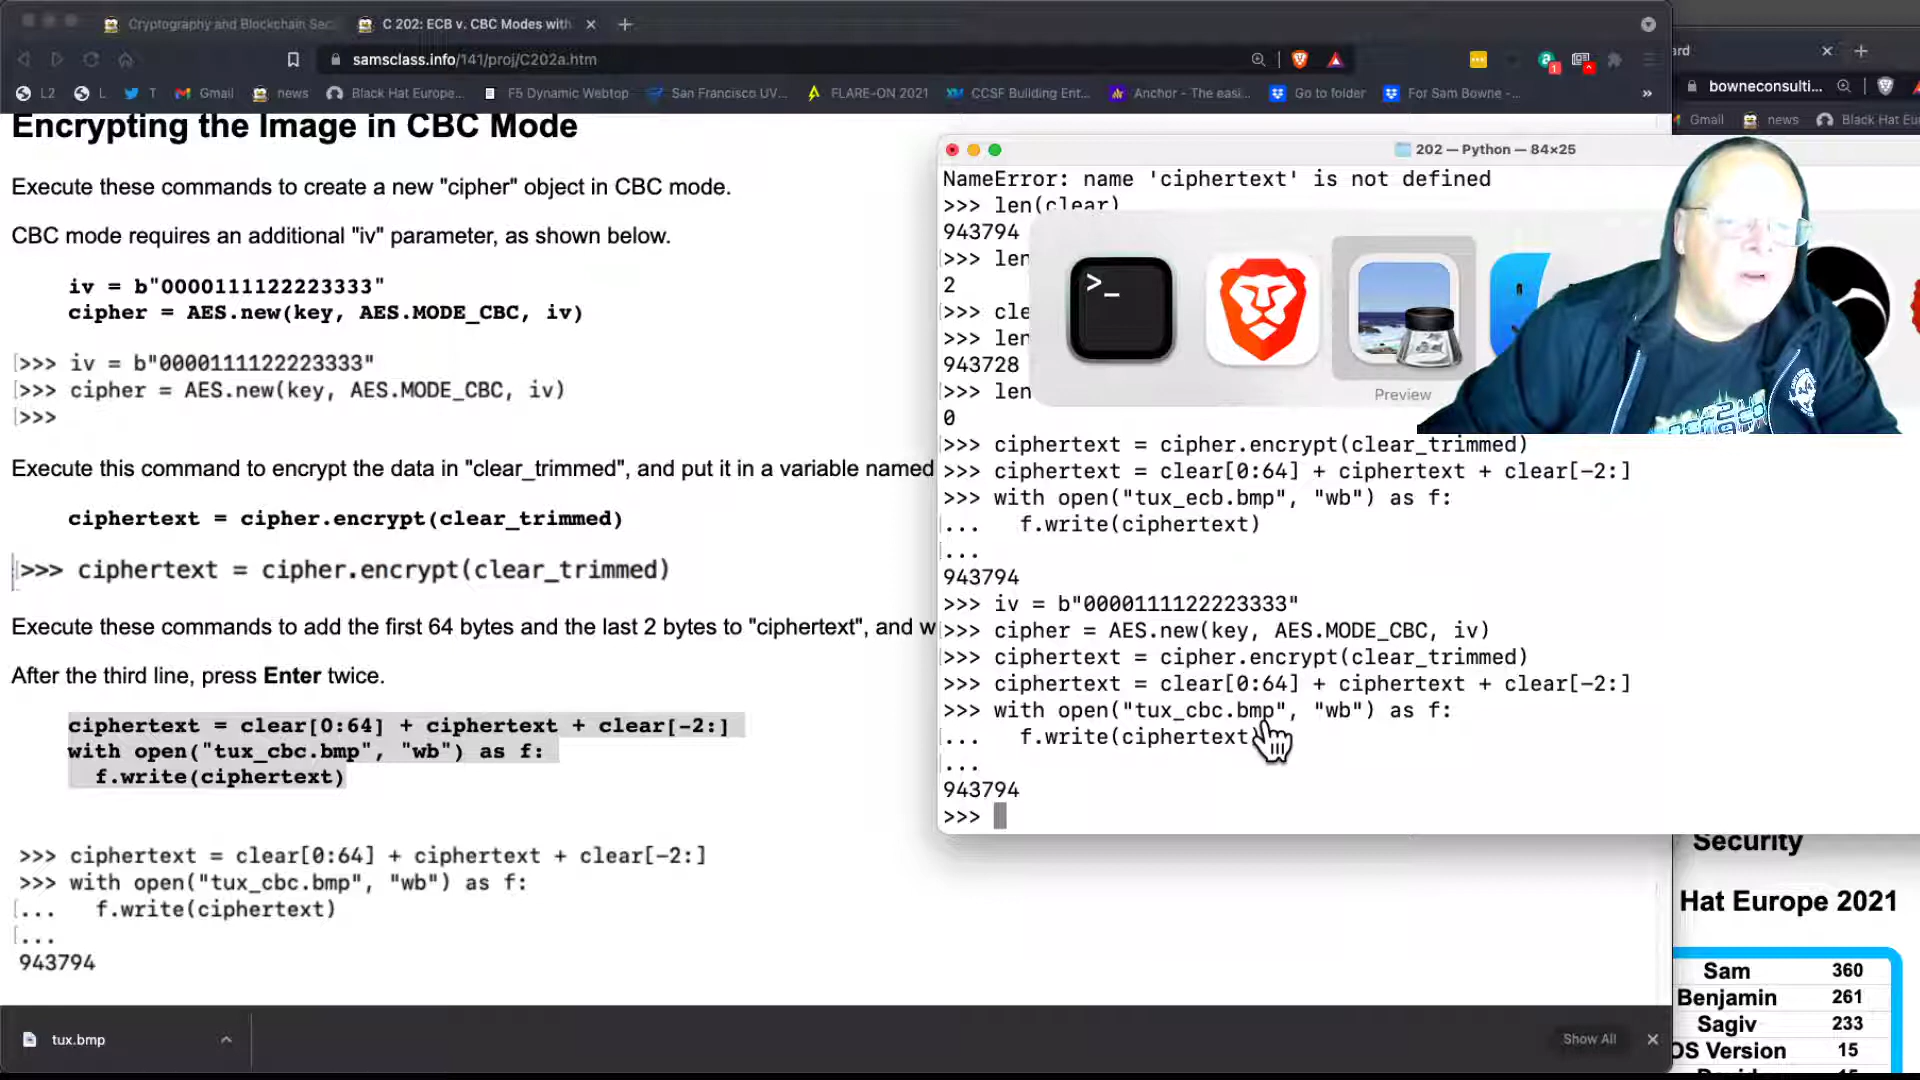 Cryptography and Blockchain Sec
C 202: ECB v. CBC Modes with
samsclass.info/141/proj/C202a.htm
L2
L
T
Gmail
news
Black Hat Europe...
F5 Dynamic Webtop
San Francisco UV...
FLARE-ON 2021
CCSF Building Ent...
Anchor - The easi...
Go to folder
For Sam Bowne -...
»
ard
bowneconsulti...
Gmail
news
Black Hat Eu
Encrypting the Image in CBC Mode
Execute these commands to create a new "cipher" object in CBC mode.
CBC mode requires an additional "iv" parameter, as shown below.
iv = b"0000111122223333"
cipher = AES.new(key, AES.MODE_CBC, iv)
[>>> iv = b"0000111122223333"
[>>> cipher = AES.new(key, AES.MODE_CBC, iv)
[>>>
Execute this command to encrypt the data in "clear_trimmed", and put it in a variable named
ciphertext = cipher.encrypt(clear_trimmed)
[>>> ciphertext = cipher.encrypt(clear_trimmed)
Execute these commands to add the first 64 bytes and the last 2 bytes to "ciphertext", and w
After the third line, press Enter twice.
ciphertext = clear[0:64] + ciphertext + clear[-2:]
with open("tux_cbc.bmp", "wb") as f:
f.write(ciphertext)
>>> ciphertext = clear[0:64] + ciphertext + clear[-2:]
>>> with open("tux_cbc.bmp", "wb") as f:
[... f.write(ciphertext)
[...
943794
202 — Python — 84×25
NameError: name 'ciphertext' is not defined
>>> len(clear)
943794
[>>> len
2
>>> cle
[>>> len
943728
[>>> len
0
>>> ciphertext = cipher.encrypt(clear_trimmed)
>>> ciphertext = clear[0:64] + ciphertext + clear[-2:]
>>> with open("tux_ecb.bmp", "wb") as f:
[... f.write(ciphertext)
[...
943794
>>> iv = b"0000111122223333"
>>> cipher = AES.new(key, AES.MODE_CBC, iv)
>>> ciphertext = cipher.encrypt(clear_trimmed)
>>> ciphertext = clear[0:64] + ciphertext + clear[-2:]
>>> with open("tux_cbc.bmp", "wb") as f:
[... f.write(ciphertext
[...
943794
>>>
>_
Preview
Security
Hat Europe 2021
Sam 360
Benjamin 261
Sagiv 233
OS Version 15
tux.bmp
Show All